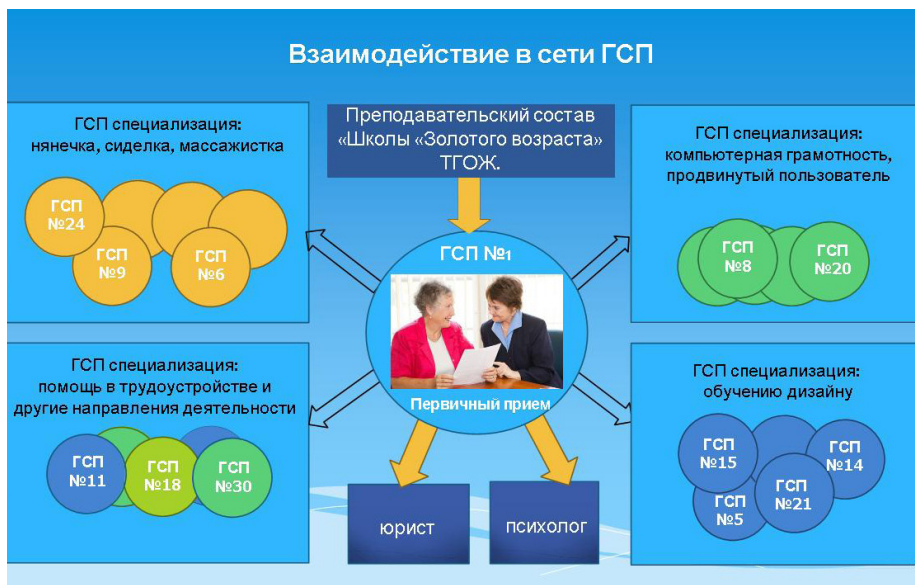 Взаимодействие в сети ГСП
ГСП специализация:
нянечка, сиделка, массажистка
ГСП
№24
ГСП
№9
ГСП
№6
Преподавательский состав
«Школы «Золотого возраста»
ТГОЖ.
ГСП №1
Первичный прием
юрист
психолог
ГСП специализация:
компьютерная грамотность,
продвинутый пользователь
ГСП
№8
ГСП
№20
ГСП специализация:
помощь в трудоустройстве и
другие направления деятельности
ГСП
№11
ГСП
№18
ГСП
№30
ГСП специализация:
обучению дизайну
ГСП
№15
ГСП
№14
ГСП
№5
ГСП
№21